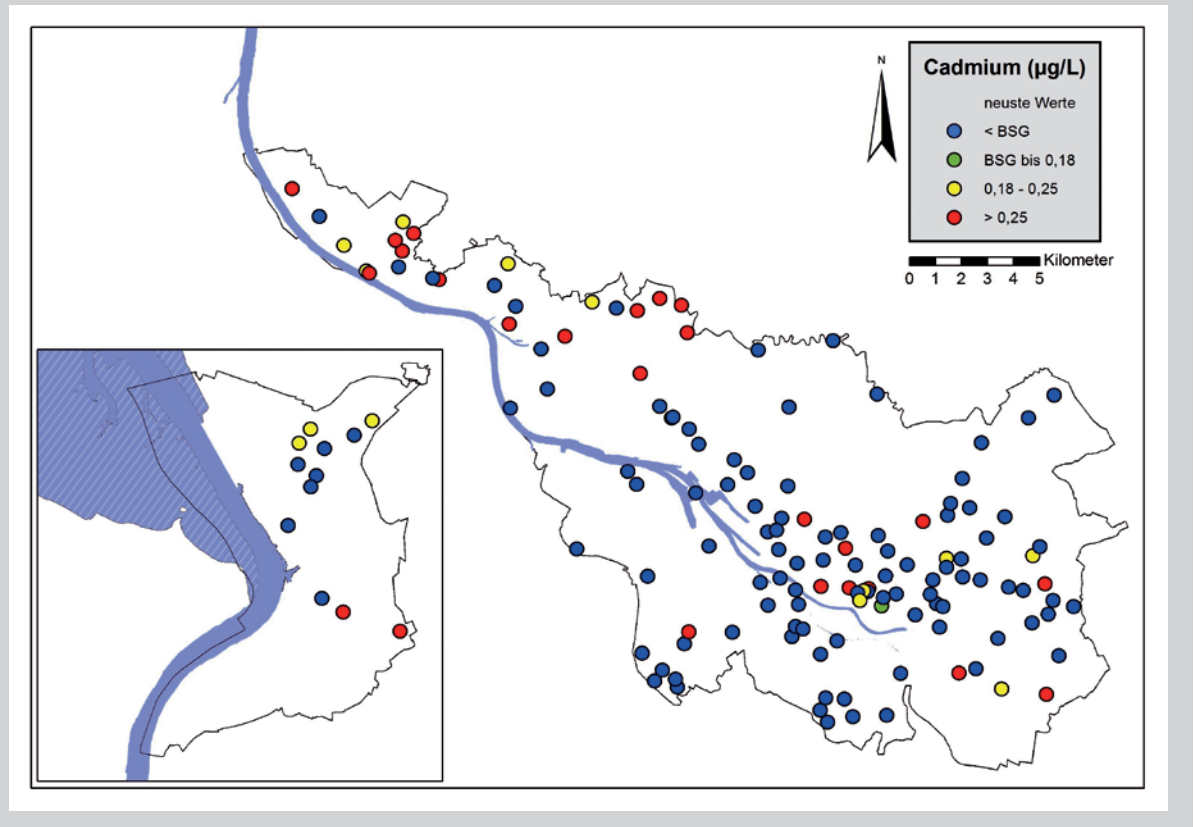 N
Cadmium (µg/L)
neuste Werte
< BSG
BSG bis 0,18
0,18 - 0,25
> 0,25
Kilometer
0 1 2 3 4 5